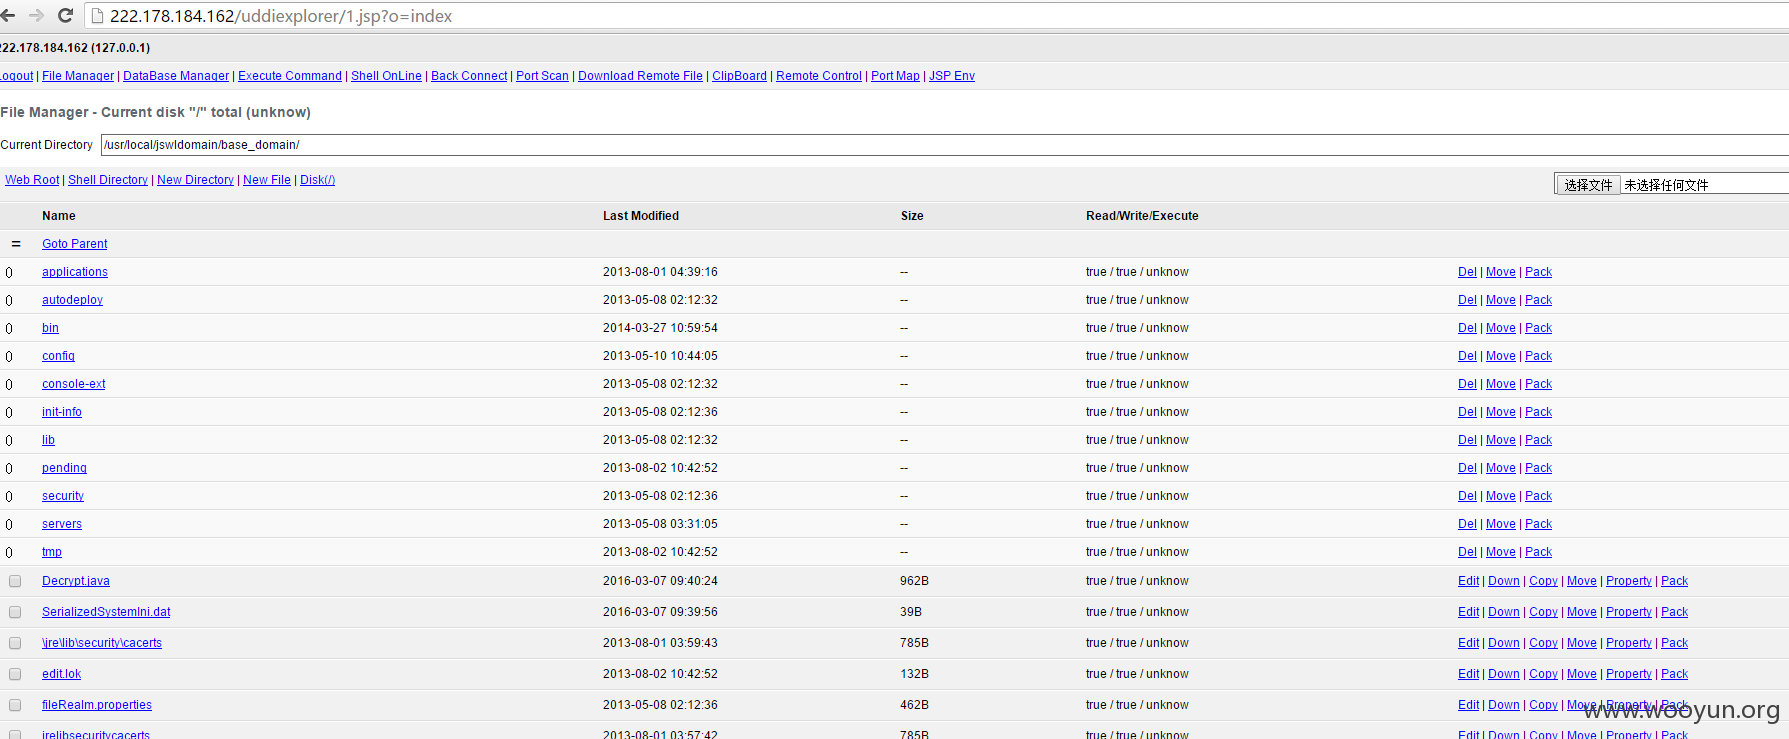 222.178.184.162/uddiexplorer/1.jsp?o=index
222.178.184.162 (127.0.0.1)
Logout | File Manager | DataBase Manager | Execute Command | Shell OnLine | Back Connect | Port Scan | Download Remote File | ClipBoard | Remote Control | Port Map | JSP Env
File Manager - Current disk "/" total (unknow)
Current Directory /usr/local/jswldomain/base_domain/
Web Root | Shell Directory | New Directory | New File | Disk(/) 选择文件 未选择任何文件
Name Last Modified Size Read/Write/Execute
= Goto Parent
0 applications 2013-08-01 04:39:16 -- true / true / unknow Del | Move | Pack
0 autodeploy 2013-05-08 02:12:32 -- true / true / unknow Del | Move | Pack
0 bin 2014-03-27 10:59:54 -- true / true / unknow Del | Move | Pack
0 config 2013-05-10 10:44:05 -- true / true / unknow Del | Move | Pack
0 console-ext 2013-05-08 02:12:32 -- true / true / unknow Del | Move | Pack
0 init-info 2013-05-08 02:12:36 -- true / true / unknow Del | Move | Pack
0 lib 2013-05-08 02:12:32 -- true / true / unknow Del | Move | Pack
0 pending 2013-08-02 10:42:52 -- true / true / unknow Del | Move | Pack
0 security 2013-05-08 02:12:36 -- true / true / unknow Del | Move | Pack
0 servers 2013-05-08 03:31:05 -- true / true / unknow Del | Move | Pack
0 tmp 2013-08-02 10:42:52 -- true / true / unknow Del | Move | Pack
Decrypt.java 2016-03-07 09:40:24 962B true / true / unknow Edit | Down | Copy | Move | Property | Pack
SerializedSystemIni.dat 2016-03-07 09:39:56 39B true / true / unknow Edit | Down | Copy | Move | Property | Pack
\jre\lib\security\cacerts 2013-08-01 03:59:43 785B true / true / unknow Edit | Down | Copy | Move | Property | Pack
edit.lok 2013-08-02 10:42:52 132B true / true / unknow Edit | Down | Copy | Move | Property | Pack
fileRealm.properties 2013-05-08 02:12:36 462B true / true / unknow Edit | Down | Copy | Move | Property | Pack
www.wooyun.org
jrelibsecuritycacerts 2013-08-01 03:57:42 785B true / true / unknow Edit | Down | Copy | Move | Property | Pack